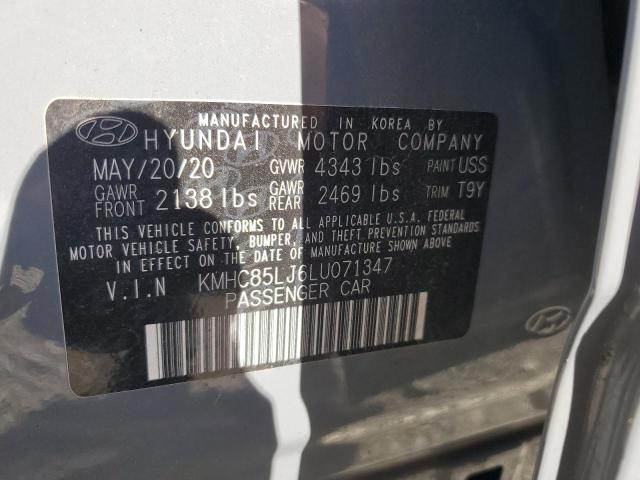 MANUFACTURED IN KOREA BY
HYUNDAI MOTOR COMPANY
MAY/20/20 GVWR 4343 lbs PAINT USS
GAWR FRONT 2138 lbs GAWR REAR 2469 lbs TRIM T9Y
THIS VEHICLE CONFORMS TO ALL APPLICABLE U.S.A. FEDERAL
MOTOR VEHICLE SAFETY, BUMPER, AND THEFT PREVENTION STANDARDS
IN EFFECT ON THE DATE OF MANUFACTURE SHOWN ABOVE
V.I.N KMHC85LJ6LU071347
PASSENGER CAR